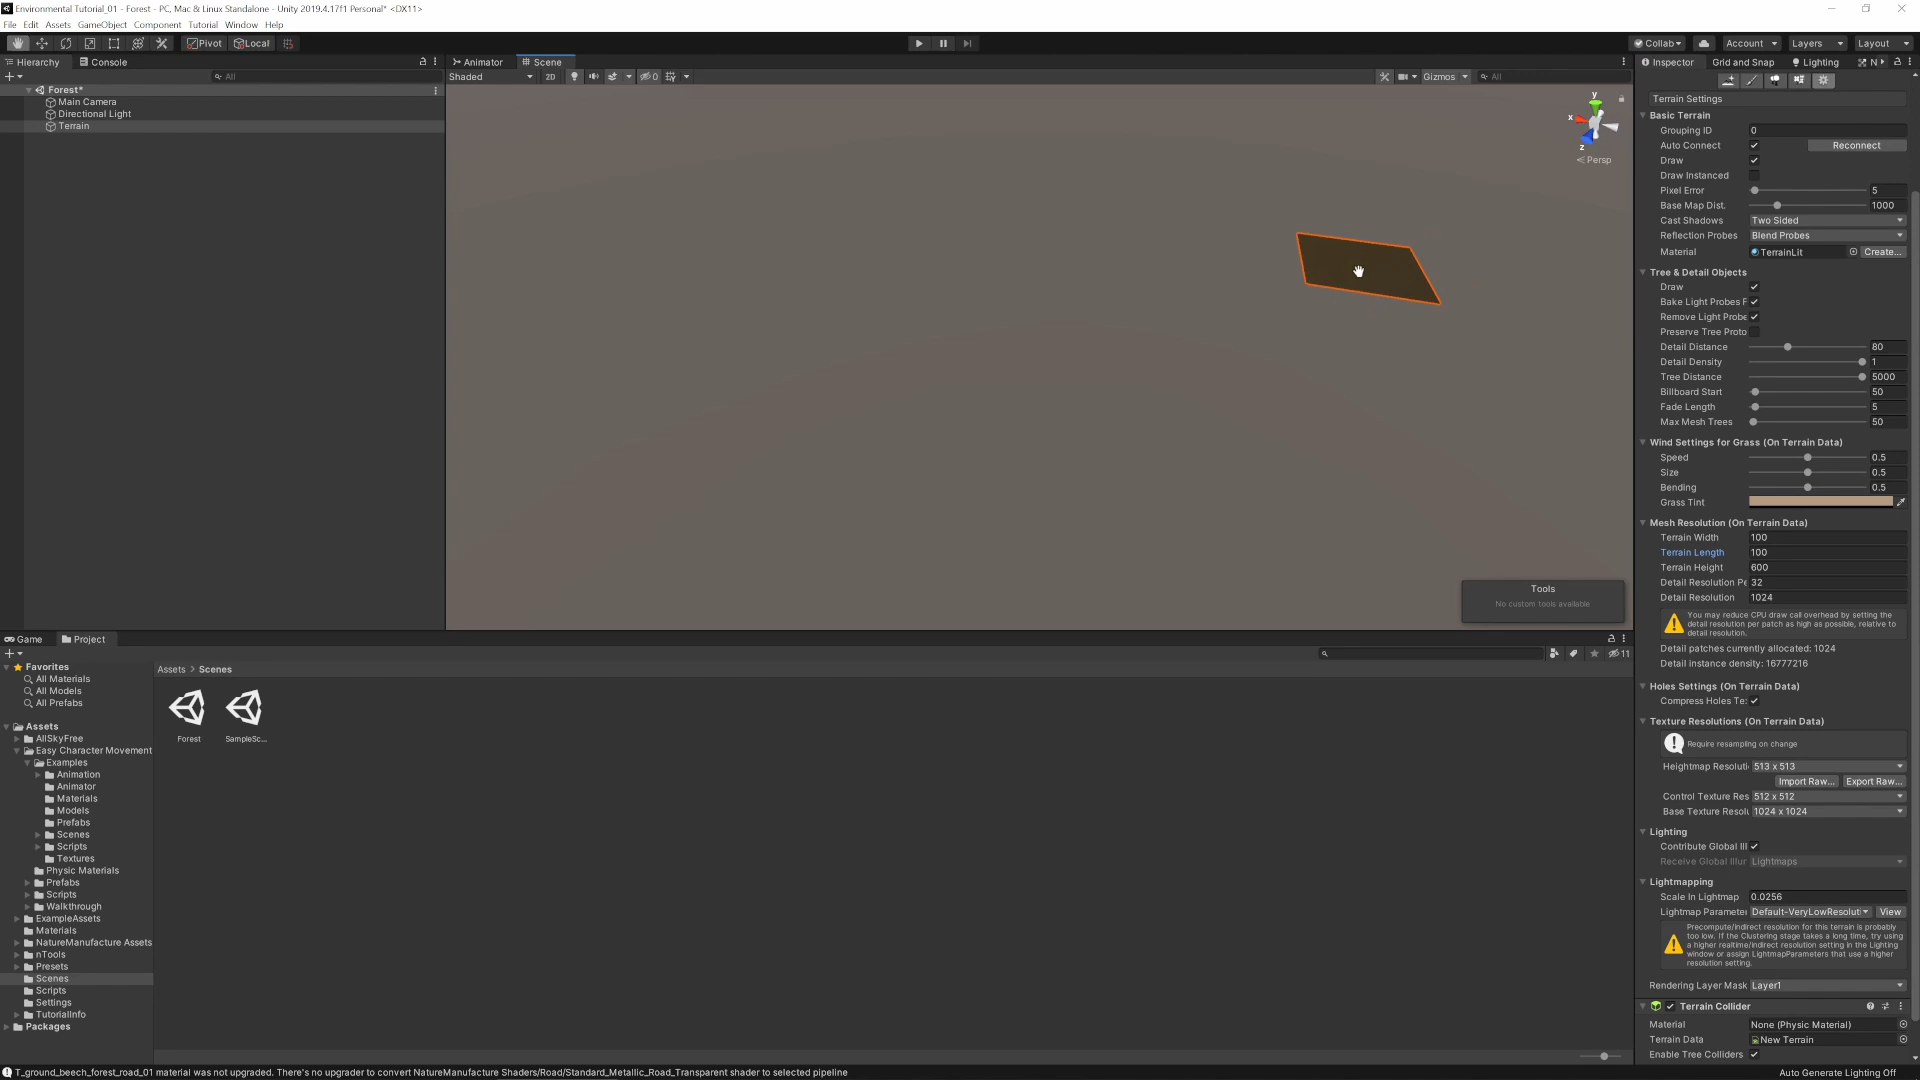 Environmental Tutorial_01 - Forest - PC, Mac & Linux Standalone - Unity 2019.4.17f1 Personal* <DX11>
File Edit Assets GameObject Component Tutorial Window Help
Pivot Local Collab Account Layers Layout
Hierarchy Console
All
Forest*
Main Camera
Directional Light
Terrain
Animator Scene
Shaded 2D 0 Gizmos All
y
x
z
Persp
Tools
No custom tools available
Inspector Grid and Snap Lighting N
Terrain Settings
Basic Terrain
Grouping ID 0
Auto Connect Reconnect
Draw
Draw Instanced
Pixel Error 5
Base Map Dist. 1000
Cast Shadows Two Sided
Reflection Probes Blend Probes
Material TerrainLit Create...
Tree & Detail Objects
Draw
Bake Light Probes F
Remove Light Probe
Preserve Tree Proto
Detail Distance 80
Detail Density 1
Tree Distance 5000
Billboard Start 50
Fade Length 5
Max Mesh Trees 50
Wind Settings for Grass (On Terrain Data)
Speed 0.5
Size 0.5
Bending 0.5
Grass Tint
Mesh Resolution (On Terrain Data)
Terrain Width 100
Terrain Length 100
Terrain Height 600
Detail Resolution Pe 32
Detail Resolution 1024
You may reduce CPU draw call overhead by setting the
detail resolution per patch as high as possible, relative to
detail resolution.
Detail patches currently allocated: 1024
Detail instance density: 16777216
Holes Settings (On Terrain Data)
Compress Holes Te:
Texture Resolutions (On Terrain Data)
Require resampling on change
Heightmap Resoluti 513 x 513
Import Raw... Export Raw...
Control Texture Res 512 x 512
Base Texture Resolu 1024 x 1024
Lighting
Contribute Global Ill
Receive Global Illur Lightmaps
Lightmapping
Scale In Lightmap 0.0256
Lightmap Parameter Default-VeryLowResoluti View
Precompute/indirect resolution for this terrain is probably
too low. If the Clustering stage takes a long time, try using
a higher realtime/indirect resolution setting in the Lighting
window or assign LightmapParameters that use a higher
resolution setting.
Rendering Layer Mask Layer1
Terrain Collider
Material None (Physic Material)
Terrain Data New Terrain
Enable Tree Colliders
Game Project
11
Favorites
All Materials
All Models
All Prefabs
Assets
AllSkyFree
Easy Character Movement
Examples
Animation
Animator
Materials
Models
Prefabs
Scenes
Scripts
Textures
Physic Materials
Prefabs
Scripts
Walkthrough
ExampleAssets
Materials
NatureManufacture Assets
nTools
Presets
Scenes
Scripts
Settings
TutorialInfo
Packages
Assets > Scenes
Forest SampleSc...
T_ground_beech_forest_road_01 material was not upgraded. There's no upgrader to convert NatureManufacture Shaders/Road/Standard_Metallic_Road_Transparent shader to selected pipeline
Auto Generate Lighting Off